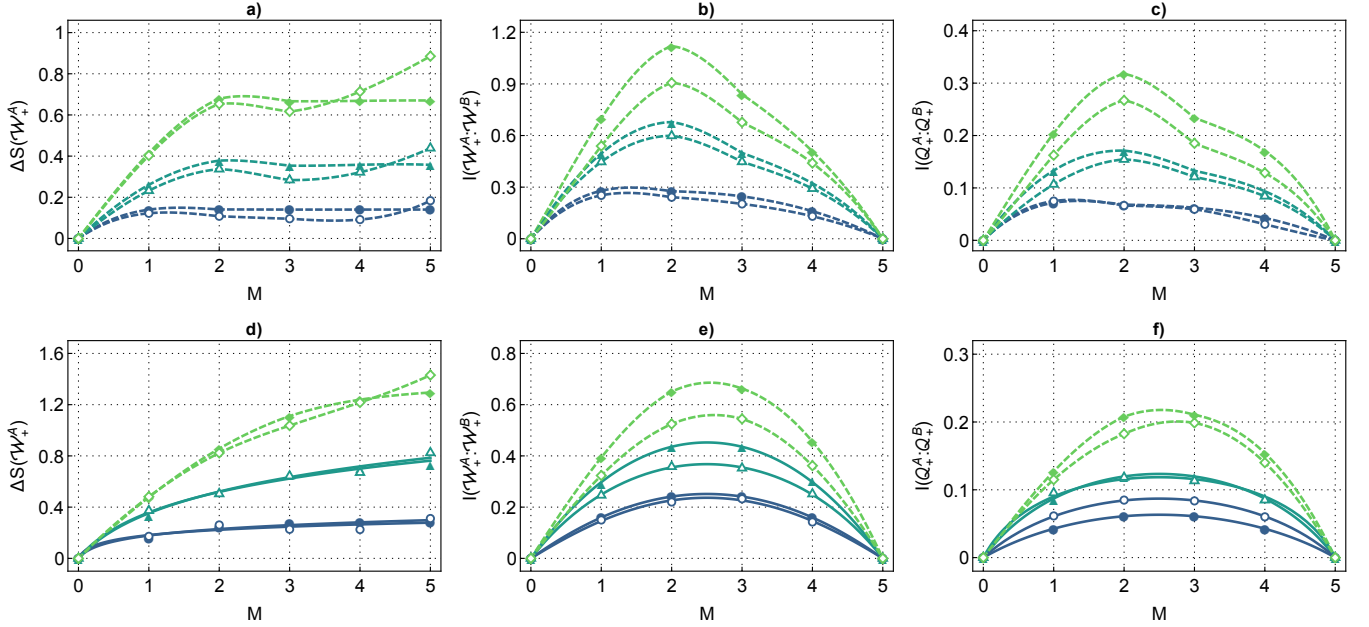 a)
ΔS(𝒲₊ᴬ)
1
0.8
0.6
0.4
0.2
0
0 1 2 3 4 5
M
b)
I(𝒲₊ᴬ:𝒲₊ᴮ)
1.2
0.9
0.6
0.3
0
0 1 2 3 4 5
M
c)
I(Q₊ᴬ:Q₊ᴮ)
0.4
0.3
0.2
0.1
0
0 1 2 3 4 5
M
d)
ΔS(𝒲₊ᴬ)
1.6
1.2
0.8
0.4
0
0 1 2 3 4 5
M
e)
I(𝒲₊ᴬ:𝒲₊ᴮ)
0.8
0.6
0.4
0.2
0
0 1 2 3 4 5
M
f)
I(Q₊ᴬ:Q₊ᴮ)
0.3
0.2
0.1
0
0 1 2 3 4 5
M